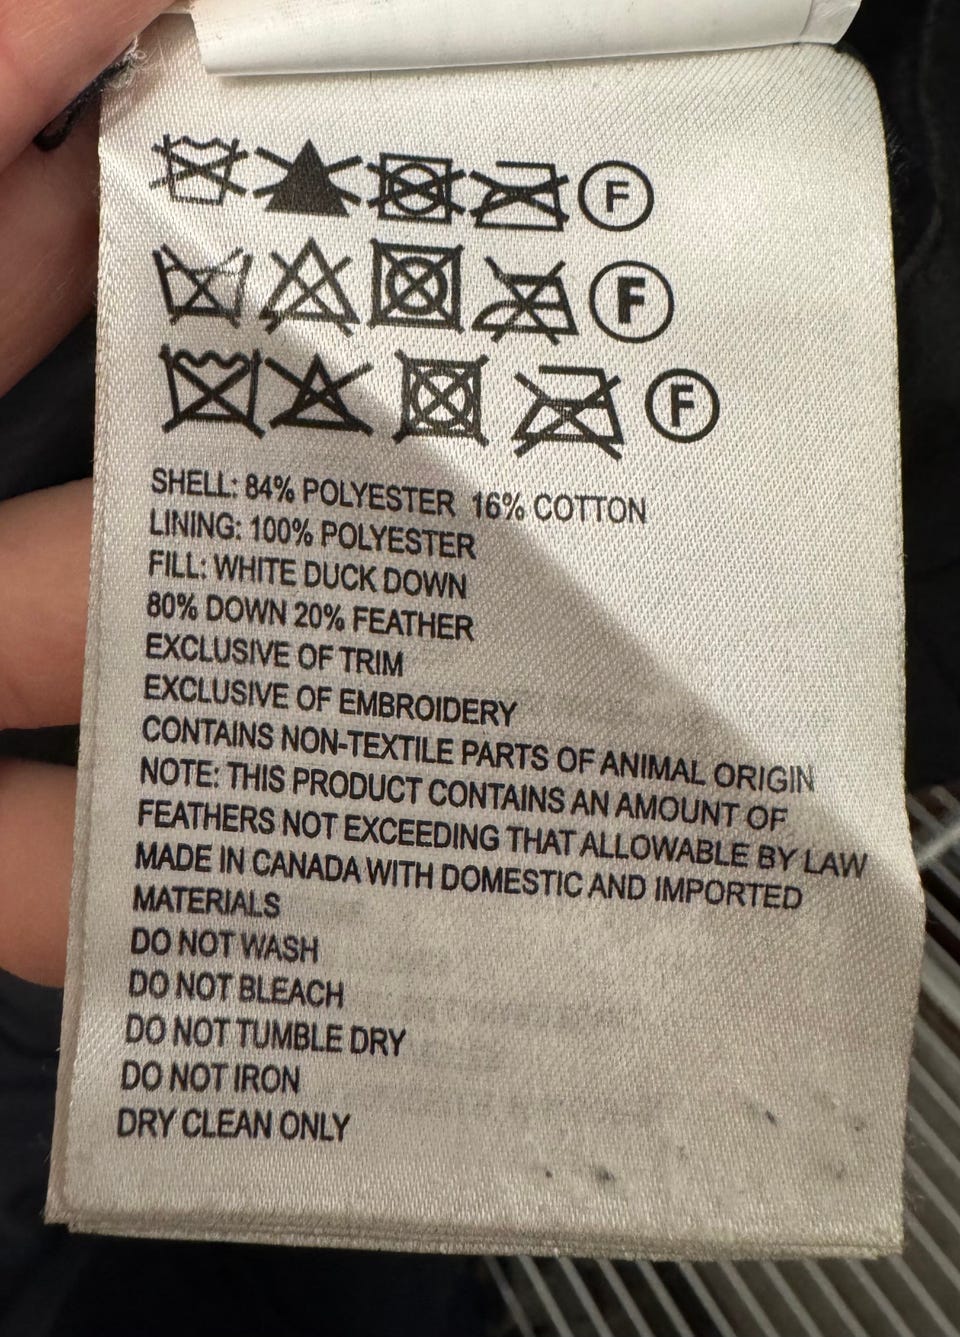 F
F
F
SHELL: 84% POLYESTER 16% COTTON
LINING: 100% POLYESTER
FILL: WHITE DUCK DOWN
80% DOWN 20% FEATHER
EXCLUSIVE OF TRIM
EXCLUSIVE OF EMBROIDERY
CONTAINS NON-TEXTILE PARTS OF ANIMAL ORIGIN
NOTE: THIS PRODUCT CONTAINS AN AMOUNT OF
FEATHERS NOT EXCEEDING THAT ALLOWABLE BY LAW
MADE IN CANADA WITH DOMESTIC AND IMPORTED
MATERIALS
DO NOT WASH
DO NOT BLEACH
DO NOT TUMBLE DRY
DO NOT IRON
DRY CLEAN ONLY